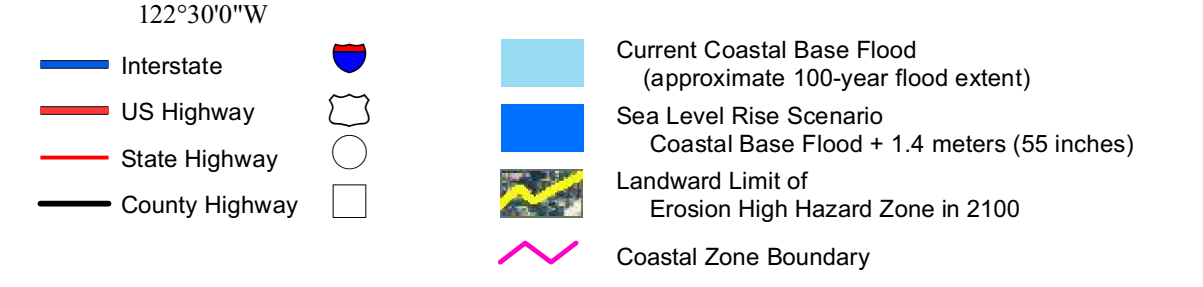 122°30'0"W
Interstate
US Highway
State Highway
County Highway
Current Coastal Base Flood
(approximate 100-year flood extent)
Sea Level Rise Scenario
Coastal Base Flood + 1.4 meters (55 inches)
Landward Limit of
Erosion High Hazard Zone in 2100
Coastal Zone Boundary